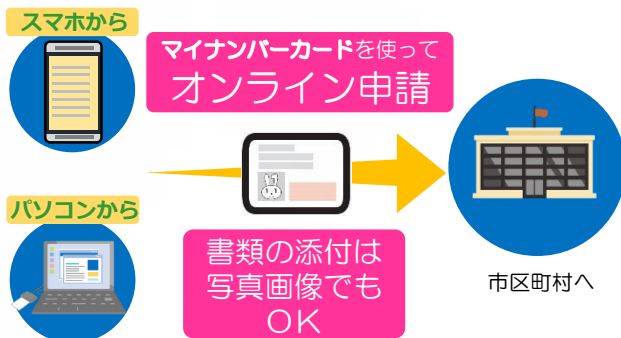 スマホから
マイナンバーカードを使って
オンライン申請
パソコンから
書類の添付は
写真画像でも
OK
市区町村へ